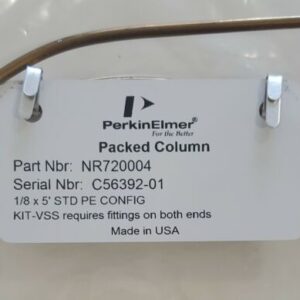 PerkinElmer®
For the Better
Packed Column
Part Nbr: NR720004
Serial Nbr: C56392-01
1/8 x 5' STD PE CONFIG
KIT-VSS requires fittings on both ends
Made in USA